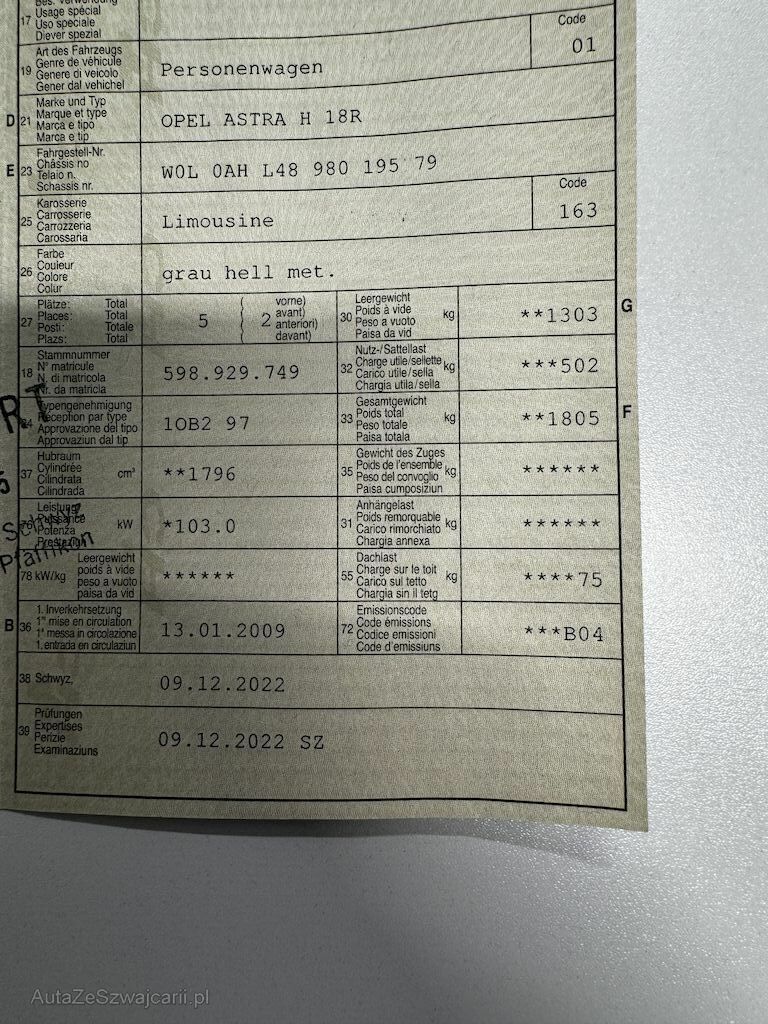 Bes. Verwendung
17 Usage spécial
Uso speciale
Diever spezial
Code
01
19 Art des Fahrzeugs
Genre de véhicule
Genere di veicolo
Gener dal vehichel
Personenwagen
D 21 Marke und Typ
Marque et type
Marca e tipo
Marca e tip
OPEL ASTRA H 18R
E 23 Fahrgestell-Nr.
Châssis no
Telaio n.
Schassis nr.
W0L 0AH L48 980 195 79
25 Karosserie
Carrosserie
Carrozzeria
Carossaria
Limousine
Code
163
26 Farbe
Couleur
Colore
Colur
grau hell met.
27 Plätze: Total
Places: Total
Posti: Totale
Plazs: Total
5 ( 2 vorne)
avant)
anteriori)
davant)
30 Leergewicht
Poids à vide
Peso a vuoto
Paisa da vid
kg
**1303
G
18 Stammnummer
N° matricule
N. di matricola
Nr. da matricla
598.929.749
32 Nutz-/Sattellast
Charge utile/sellette
Carico utile/sella
Chargia utila/sella
kg
***502
RT
24 Typengenehmigung
Réception par type
Approvazione del tipo
Approvaziun dal tip
1OB2 97
33 Gesamtgewicht
Poids total
Peso totale
Paisa totala
kg
**1805
F
37 Hubraum
Cylindrée
Cilindrata
Cilindrada
cm³
**1796
35 Gewicht des Zuges
Poids de l'ensemble
Peso del convoglio
Paisa cumposiziun
kg
******
5
76 Leistung
Puissance
Potenza
Prestaziun
kW
*103.0
31 Anhängelast
Poids remorquable
Carico rimorchiato
Chargia annexa
kg
******
Schwyz
Pfäffikon
78 kW/kg Leergewicht
poids à vide
peso a vuoto
paisa da vid
******
55 Dachlast
Charge sur le toit
Carico sul tetto
Chargia sin il tetg
kg
****75
B 36 1. Inverkehrsetzung
1re mise en circulation
1a messa in circolazione
1. entrada en circulaziun
13.01.2009
72 Emissionscode
Code émissions
Codice emissioni
Code d'emissiuns
***B04
38 Schwyz,
09.12.2022
39 Prüfungen
Expertises
Perizie
Examinaziuns
09.12.2022 SZ
AutaZeSzwajcarii.pl